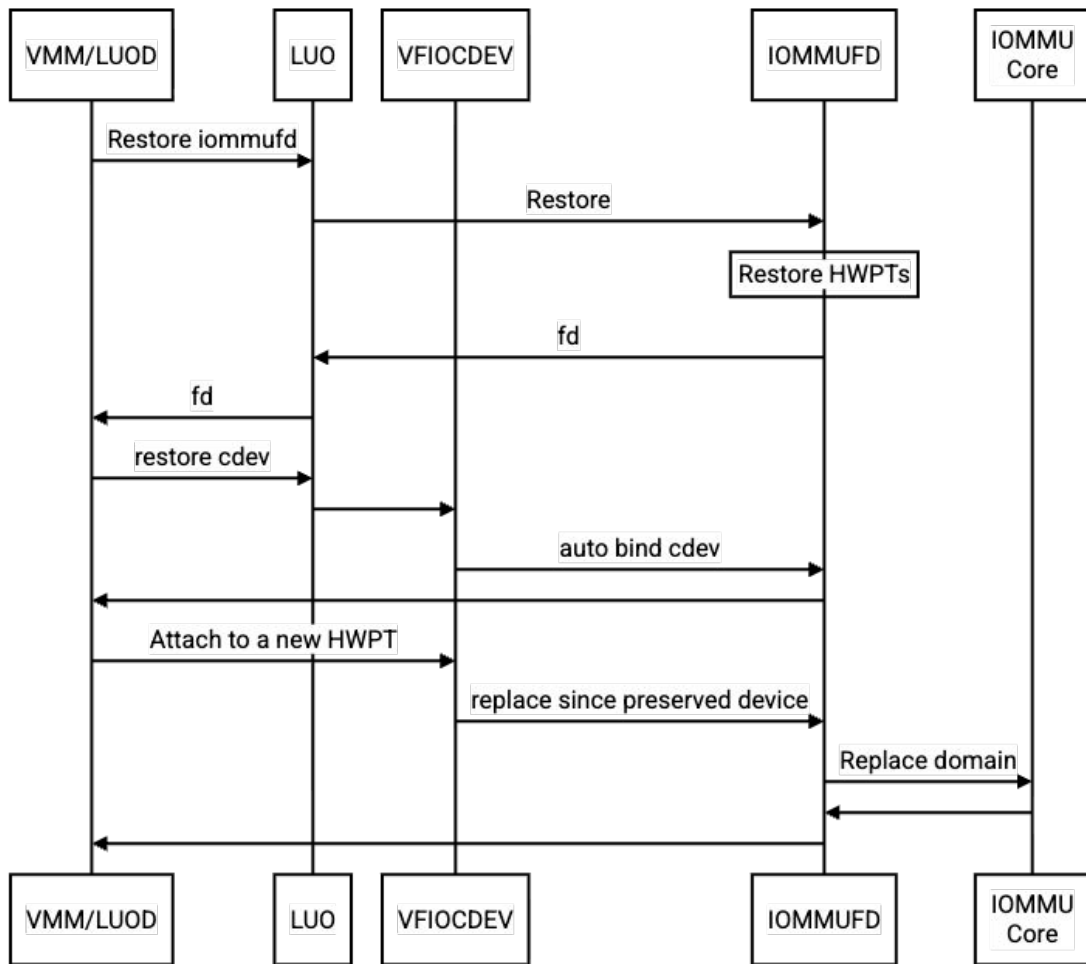 VMM/LUOD
LUO
VFIOCDEV
IOMMUFD
IOMMU
Core
Restore iommufd
Restore
Restore HWPTs
fd
fd
restore cdev
auto bind cdev
Attach to a new HWPT
replace since preserved device
Replace domain
VMM/LUOD
LUO
VFIOCDEV
IOMMUFD
IOMMU
Core